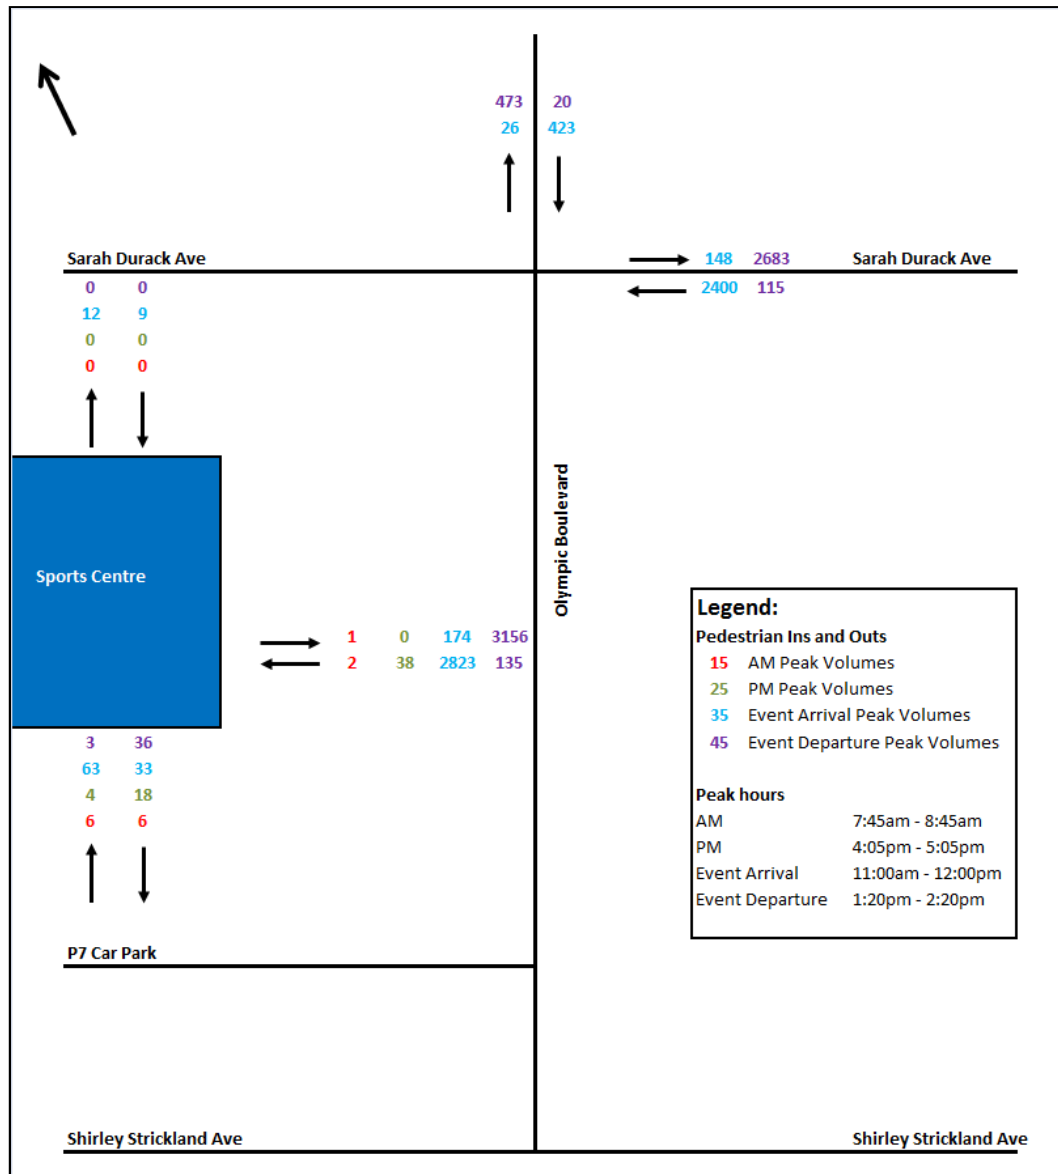 473 20
26 423
Sarah Durack Ave
148 2683
Sarah Durack Ave
2400 115
0 0
12 9
0 0
0 0
Olympic Boulevard
Sports Centre
1 0 174 3156
2 38 2823 135
3 36
63 33
4 18
6 6
Legend:
Pedestrian Ins and Outs
15 AM Peak Volumes
25 PM Peak Volumes
35 Event Arrival Peak Volumes
45 Event Departure Peak Volumes
Peak hours
AM 7:45am - 8:45am
PM 4:05pm - 5:05pm
Event Arrival 11:00am - 12:00pm
Event Departure 1:20pm - 2:20pm
P7 Car Park
Shirley Strickland Ave
Shirley Strickland Ave